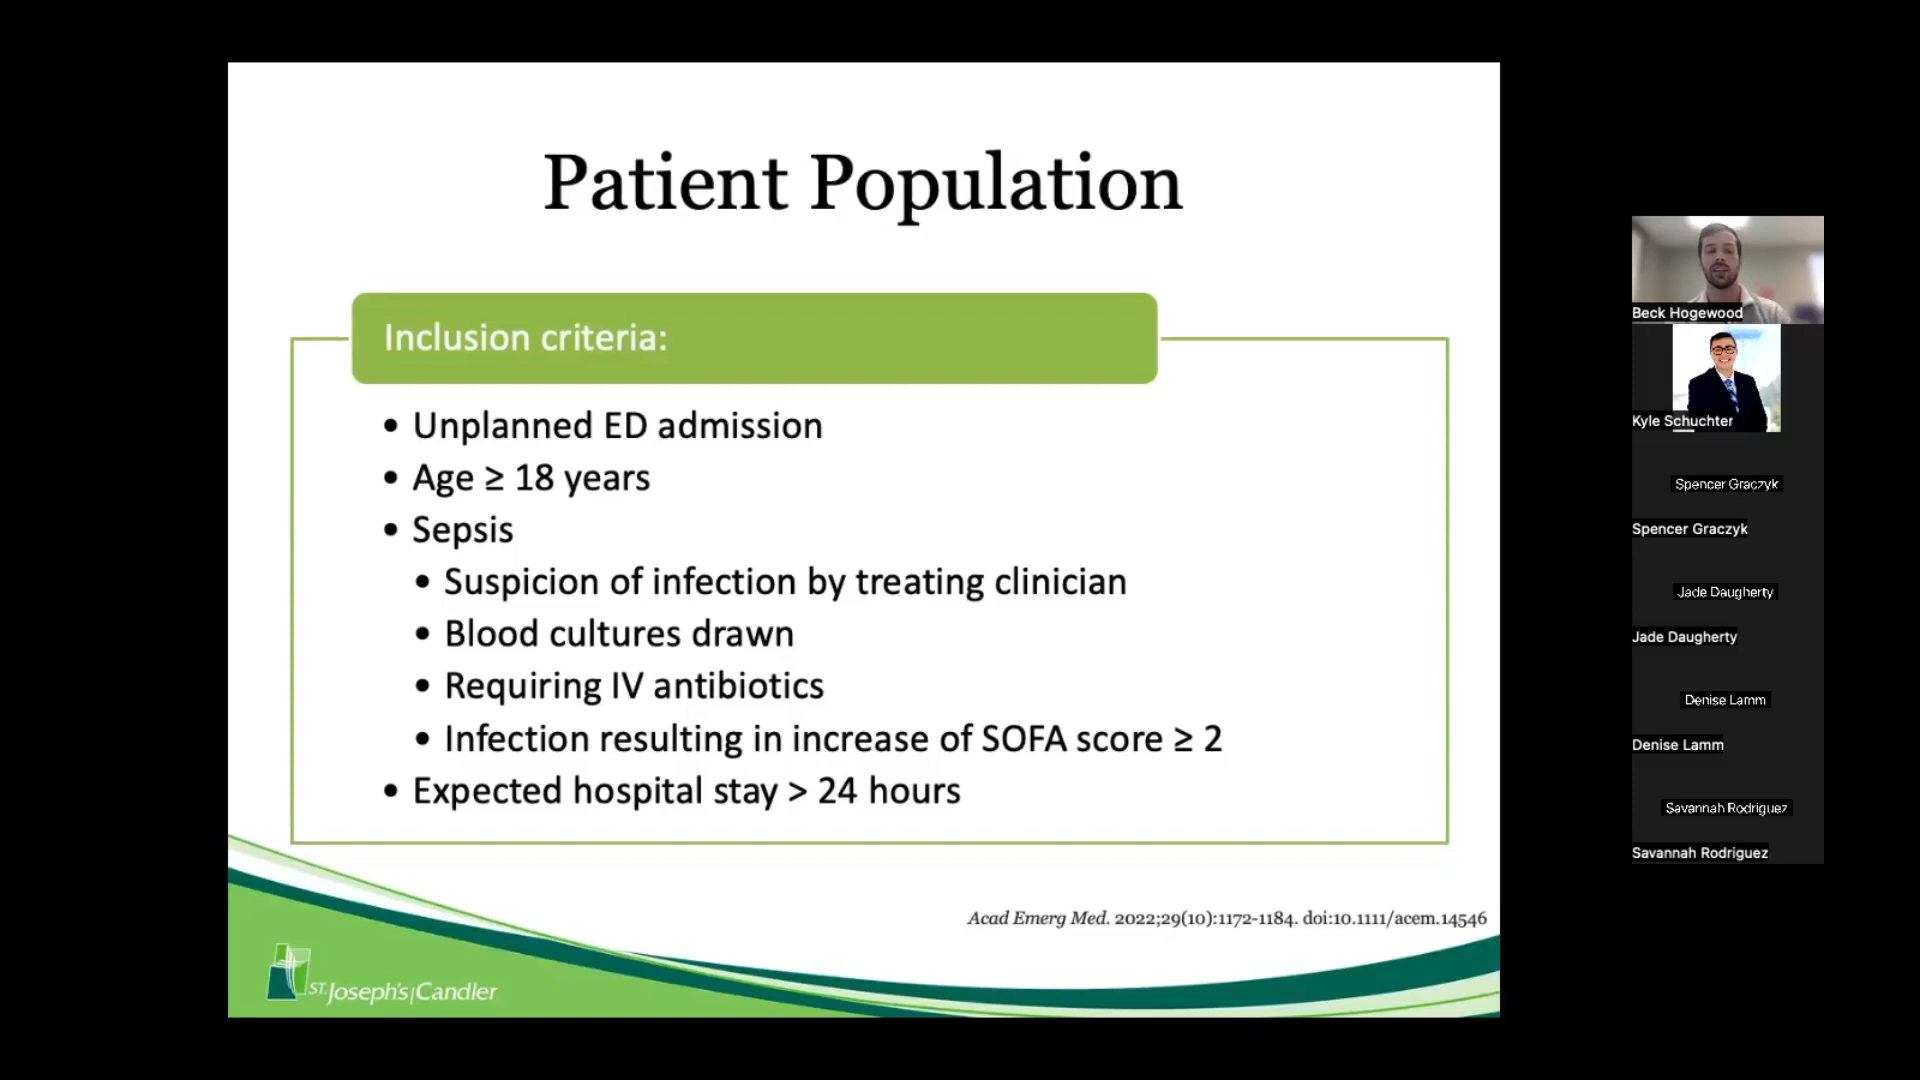 Patient Population
Inclusion criteria:
• Unplanned ED admission
• Age ≥ 18 years
• Sepsis
• Suspicion of infection by treating clinician
• Blood cultures drawn
• Requiring IV antibiotics
• Infection resulting in increase of SOFA score ≥ 2
• Expected hospital stay > 24 hours
Acad Emerg Med. 2022;29(10):1172-1184. doi:10.1111/acem.14546
ST. Joseph's|Candler
Beck Hogewood
Kyle Schuchter
Spencer Graczyk
Spencer Graczyk
Jade Daugherty
Jade Daugherty
Denise Lamm
Denise Lamm
Savannah Rodriguez
Savannah Rodriguez